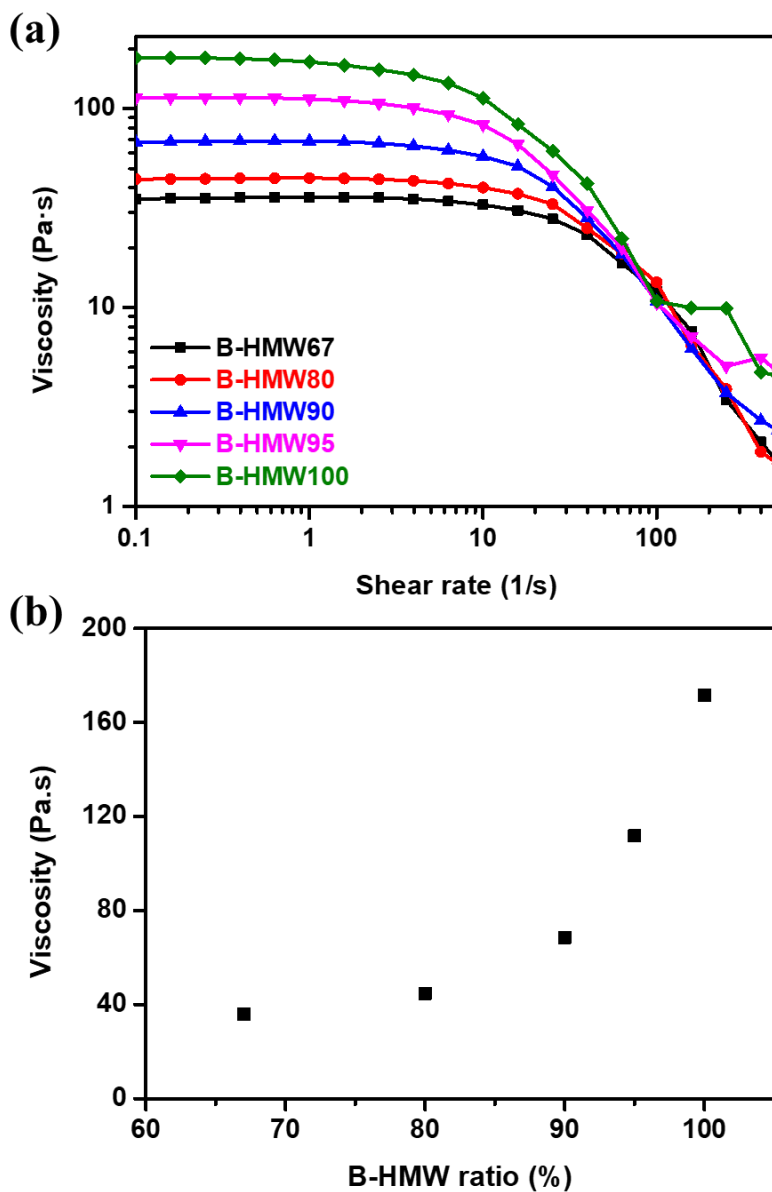 (a)
Viscosity (Pa·s)
100
10
1
B-HMW67
B-HMW80
B-HMW90
B-HMW95
B-HMW100
0.1 1 10 100
Shear rate (1/s)
(b)
Viscosity (Pa.s)
200
160
120
80
40
0
60 70 80 90 100
B-HMW ratio (%)